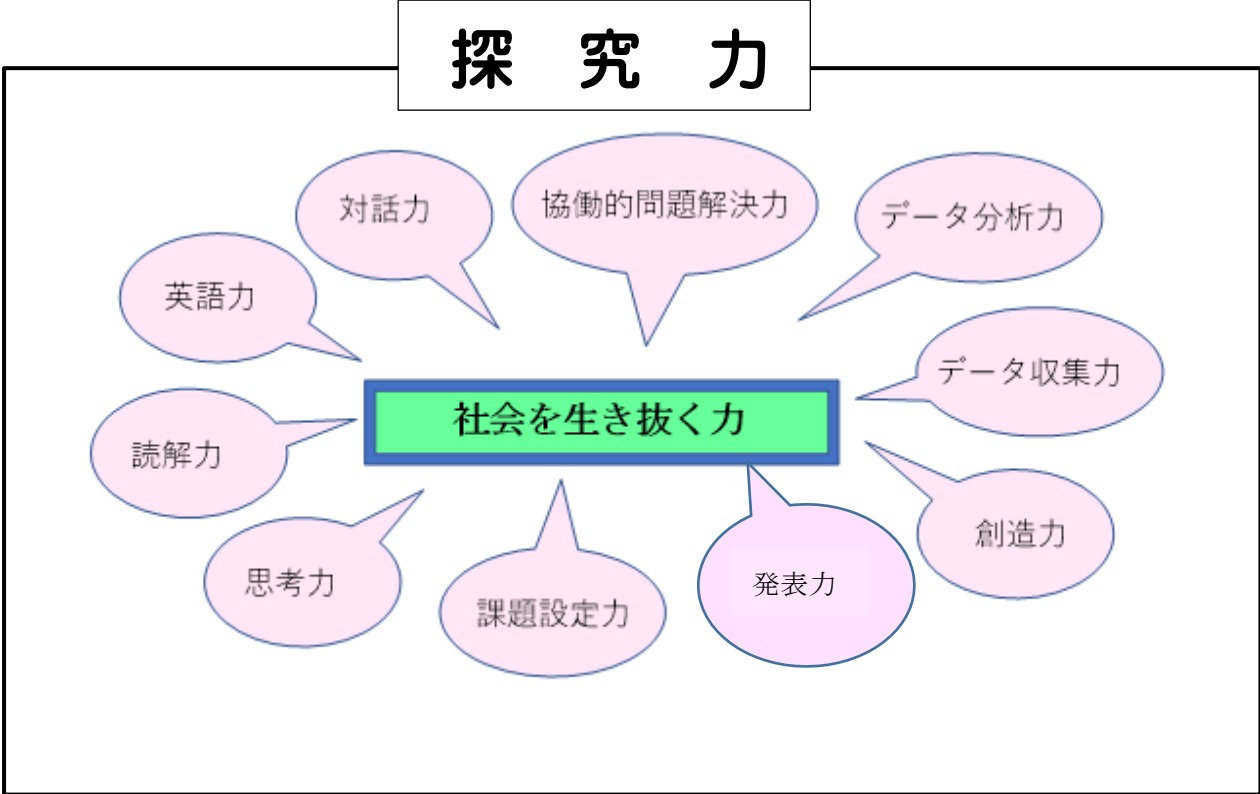 探 究 力
対話力
協働的問題解決力
データ分析力
英語力
データ収集力
社会を生き抜く力
読解力
創造力
思考力
課題設定力
発表力